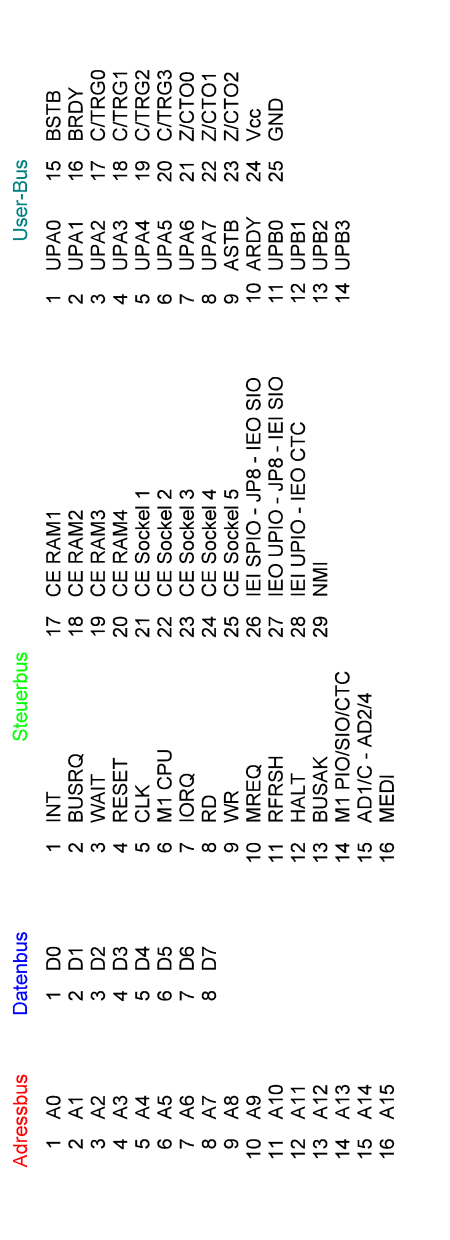 Adressbus
1 A0
2 A1
3 A2
4 A3
5 A4
6 A5
7 A6
8 A7
9 A8
10 A9
11 A10
12 A11
13 A12
14 A13
15 A14
16 A15
Datenbus
1 D0
2 D1
3 D2
4 D3
5 D4
6 D5
7 D6
8 D7
Steuerbus
1 INT
2 BUSRQ
3 WAIT
4 RESET
5 CLK
6 M1 CPU
7 IORQ
8 RD
9 WR
10 MREQ
11 RFRSH
12 HALT
13 BUSAK
14 M1 PIO/SIO/CTC
15 AD1/C - AD2/4
16 MEDI
17 CE RAM1
18 CE RAM2
19 CE RAM3
20 CE RAM4
21 CE Sockel 1
22 CE Sockel 2
23 CE Sockel 3
24 CE Sockel 4
25 CE Sockel 5
26 IEI SPIO - JP8 - IEO SIO
27 IEO UPIO - JP8 - IEI SIO
28 IEI UPIO - IEO CTC
29 NMI
User-Bus
1 UPA0
2 UPA1
3 UPA2
4 UPA3
5 UPA4
6 UPA5
7 UPA6
8 UPA7
9 ASTB
10 ARDY
11 UPB0
12 UPB1
13 UPB2
14 UPB3
15 BSTB
16 BRDY
17 C/TRG0
18 C/TRG1
19 C/TRG2
20 C/TRG3
21 Z/CTO0
22 Z/CTO1
23 Z/CTO2
24 Vcc
25 GND